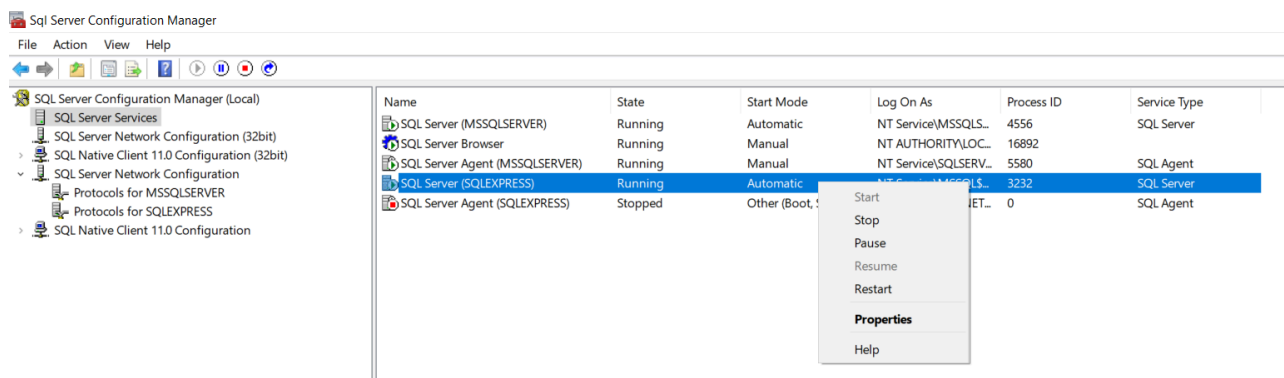 Sql Server Configuration Manager
File Action View Help
SQL Server Configuration Manager (Local)
SQL Server Services
SQL Server Network Configuration (32bit)
SQL Native Client 11.0 Configuration (32bit)
SQL Server Network Configuration
Protocols for MSSQLSERVER
Protocols for SQLEXPRESS
SQL Native Client 11.0 Configuration
Name State Start Mode Log On As Process ID Service Type
SQL Server (MSSQLSERVER) Running Automatic NT Service\MSSQLS... 4556 SQL Server
SQL Server Browser Running Manual NT AUTHORITY\LOC... 16892
SQL Server Agent (MSSQLSERVER) Running Manual NT Service\SQLSERV... 5580 SQL Agent
SQL Server (SQLEXPRESS) Running Automatic 3232 SQL Server
SQL Server Agent (SQLEXPRESS) Stopped Other (Boot, 0 SQL Agent
Start
Stop
Pause
Resume
Restart
Properties
Help